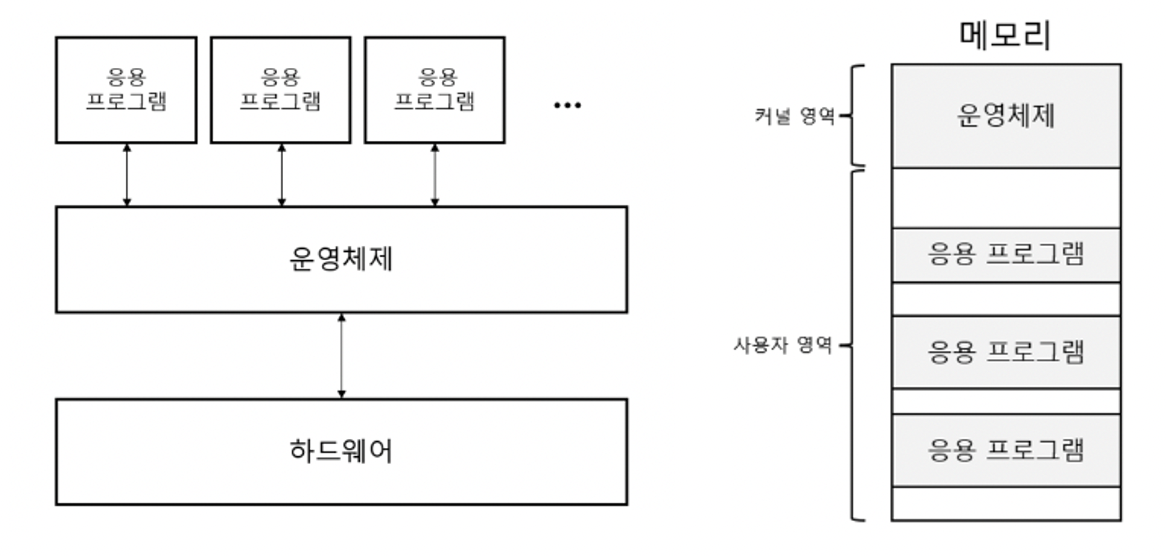 응용
프로그램
응용
프로그램
응용
프로그램
...
운영체제
하드웨어
메모리
커널 영역
운영체제
사용자 영역
응용 프로그램
응용 프로그램
응용 프로그램